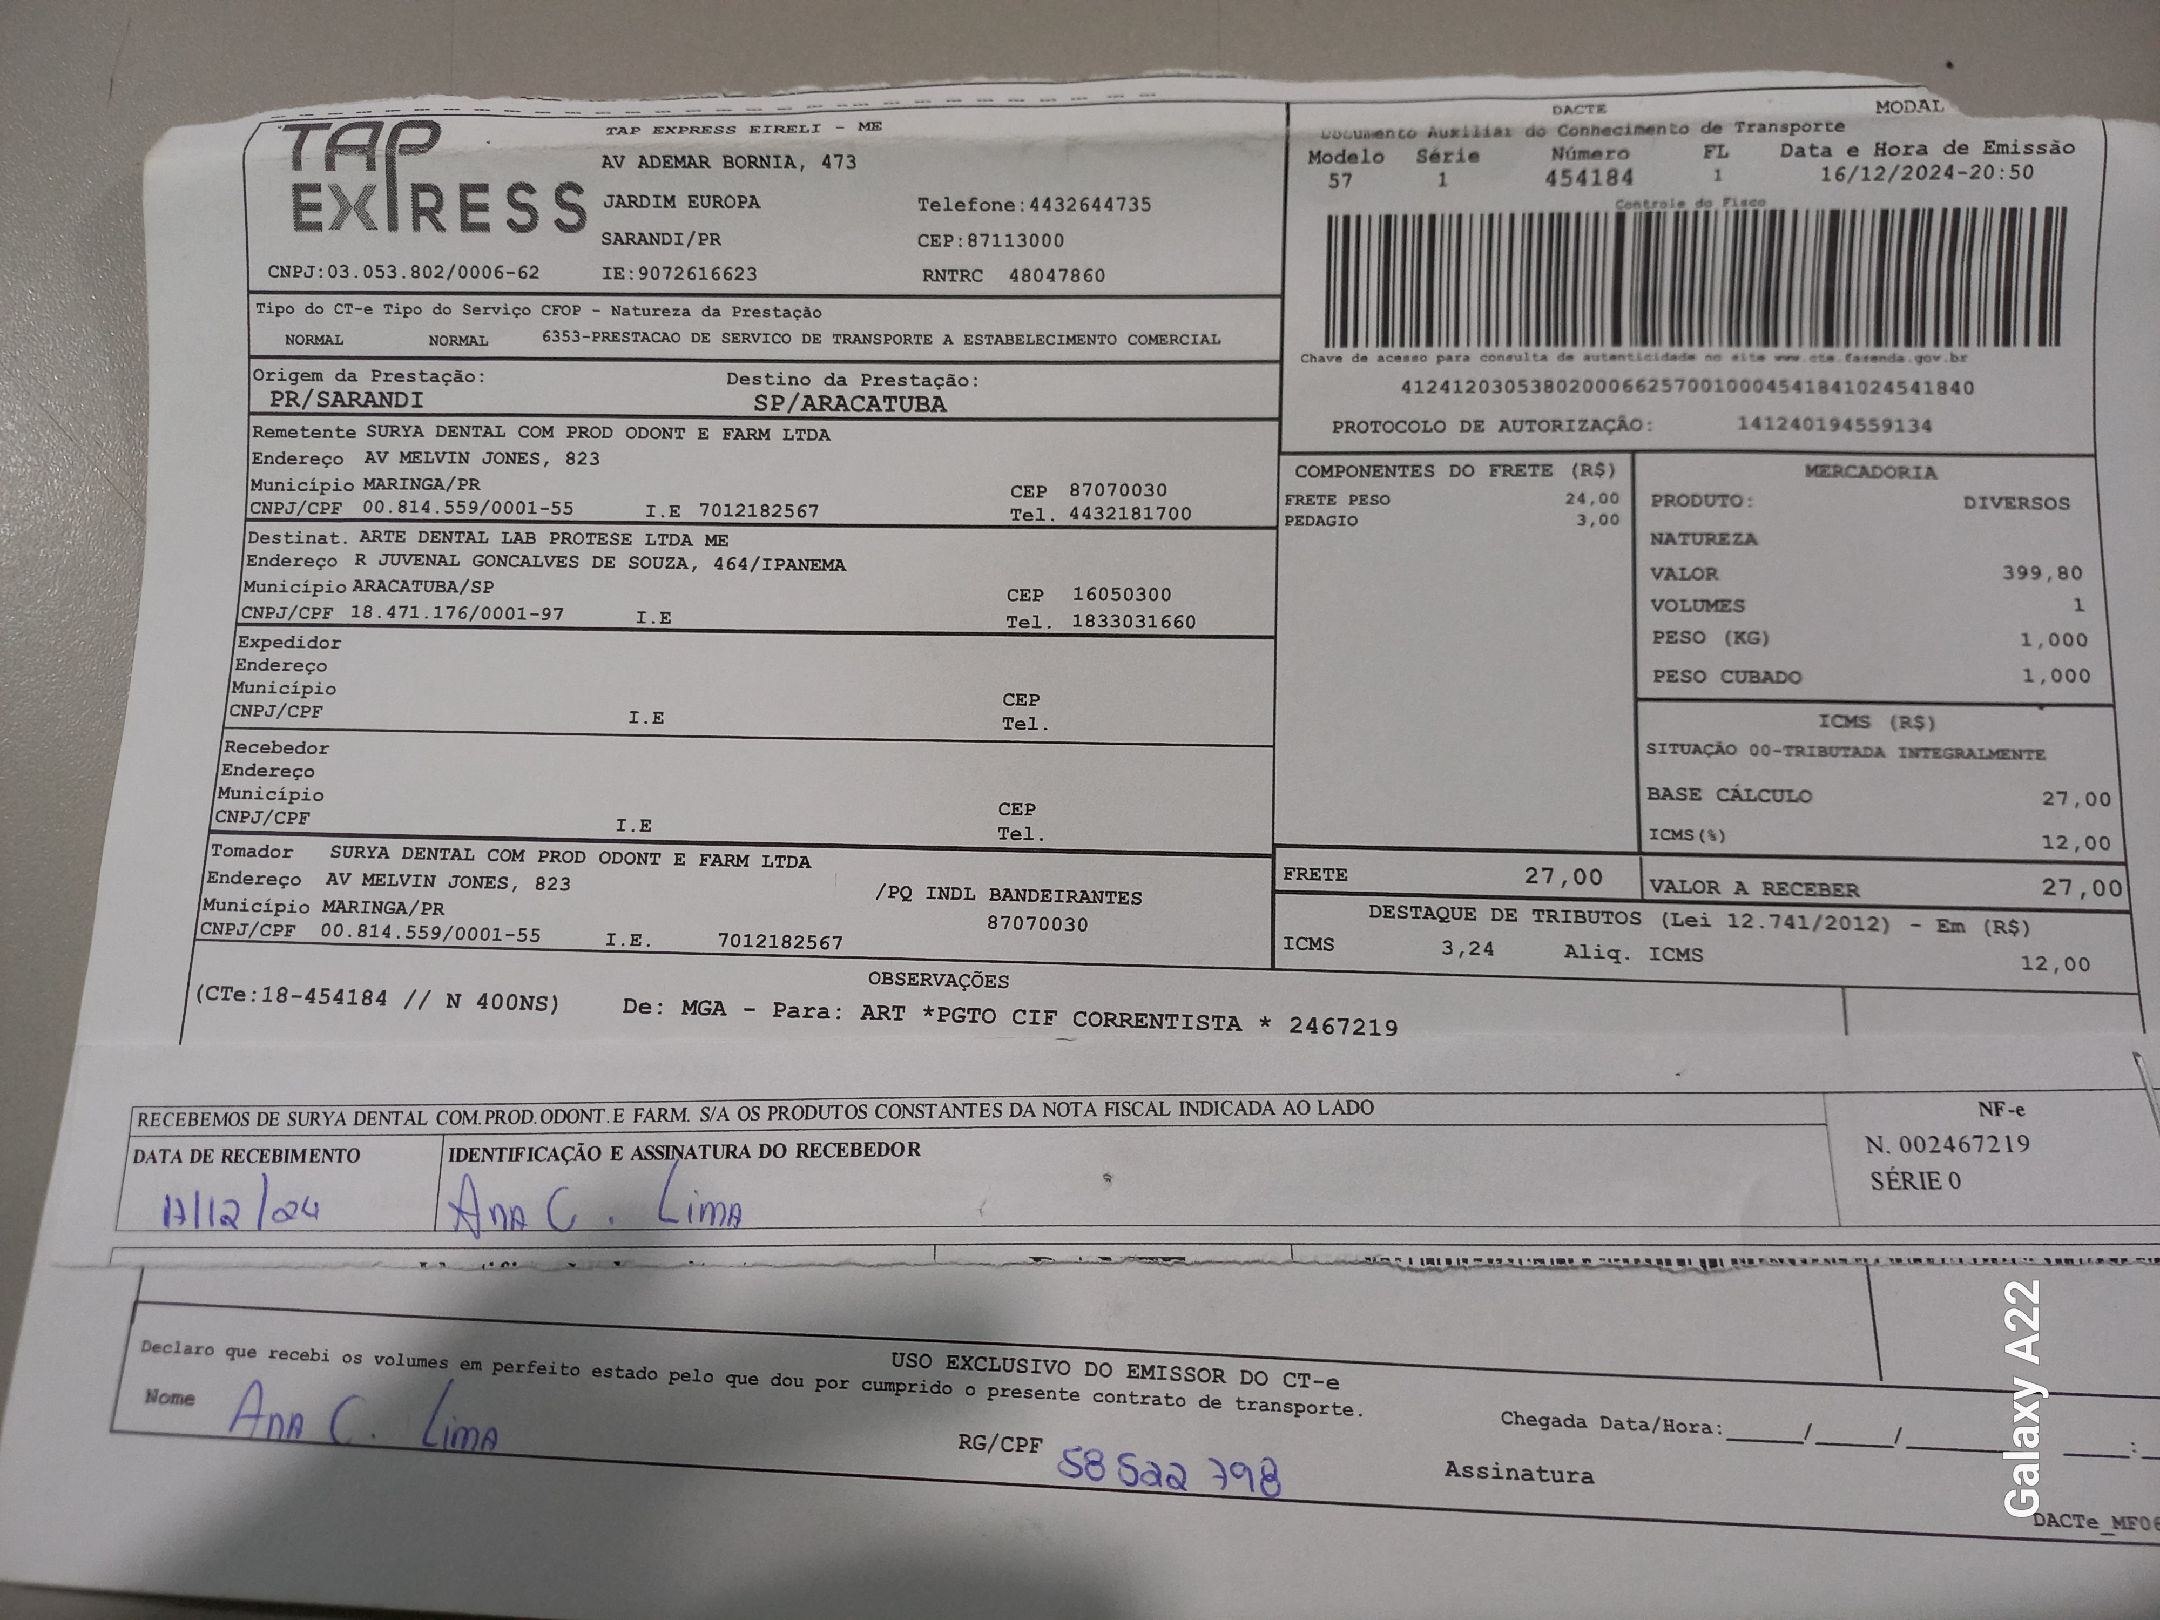 TAP EXPRESS
TAP EXPRESS EIRELI - ME
AV ADEMAR BORNIA, 473
JARDIM EUROPA Telefone:4432644735
SARANDI/PR CEP:87113000
CNPJ:03.053.802/0006-62 IE:9072616623 RNTRC 48047860
DACTE MODAL
Documento Auxiliar do Conhecimento de Transporte
Modelo Série Número FL Data e Hora de Emissão
57 1 454184 1 16/12/2024-20:50
Controle do Fisco
Chave de acesso para consulta de autenticidade no site www.cte.fazenda.gov.br
41241203053802000662570010004541841024541840
PROTOCOLO DE AUTORIZAÇÃO: 141240194559134
Tipo do CT-e Tipo do Serviço CFOP - Natureza da Prestação
NORMAL NORMAL 6353-PRESTACAO DE SERVICO DE TRANSPORTE A ESTABELECIMENTO COMERCIAL
Origem da Prestação: Destino da Prestação:
PR/SARANDI SP/ARACATUBA
Remetente SURYA DENTAL COM PROD ODONT E FARM LTDA
Endereço AV MELVIN JONES, 823
Município MARINGA/PR CEP 87070030
CNPJ/CPF 00.814.559/0001-55 I.E 7012182567 Tel. 4432181700
Destinat. ARTE DENTAL LAB PROTESE LTDA ME
Endereço R JUVENAL GONCALVES DE SOUZA, 464/IPANEMA
Município ARACATUBA/SP CEP 16050300
CNPJ/CPF 18.471.176/0001-97 I.E Tel. 1833031660
Expedidor
Endereço
Município CEP
CNPJ/CPF I.E Tel.
Recebedor
Endereço
Município CEP
CNPJ/CPF I.E Tel.
Tomador SURYA DENTAL COM PROD ODONT E FARM LTDA
Endereço AV MELVIN JONES, 823 /PQ INDL BANDEIRANTES
Município MARINGA/PR 87070030
CNPJ/CPF 00.814.559/0001-55 I.E. 7012182567
COMPONENTES DO FRETE (R$)
FRETE PESO 24,00
PEDAGIO 3,00
MERCADORIA
PRODUTO: DIVERSOS
NATUREZA
VALOR 399,80
VOLUMES 1
PESO (KG) 1,000
PESO CUBADO 1,000
ICMS (R$)
SITUAÇÃO 00-TRIBUTADA INTEGRALMENTE
BASE CÁLCULO 27,00
ICMS(%) 12,00
FRETE 27,00 VALOR A RECEBER 27,00
DESTAQUE DE TRIBUTOS (Lei 12.741/2012) - Em (R$)
ICMS 3,24 Aliq. ICMS 12,00
OBSERVAÇÕES
(CTe:18-454184 // N 400NS) De: MGA - Para: ART *PGTO CIF CORRENTISTA * 2467219
RECEBEMOS DE SURYA DENTAL COM.PROD.ODONT.E FARM. S/A OS PRODUTOS CONSTANTES DA NOTA FISCAL INDICADA AO LADO
DATA DE RECEBIMENTO IDENTIFICAÇÃO E ASSINATURA DO RECEBEDOR
17/12/24 Ana C. Lima
NF-e
N. 002467219
SÉRIE 0
USO EXCLUSIVO DO EMISSOR DO CT-e
Declaro que recebi os volumes em perfeito estado pelo que dou por cumprido o presente contrato de transporte.
Nome Ana C. Lima
RG/CPF 58 522 798
Chegada Data/Hora:_____/_____/______ ____:
Assinatura
DACTe_MF06
Galaxy A22